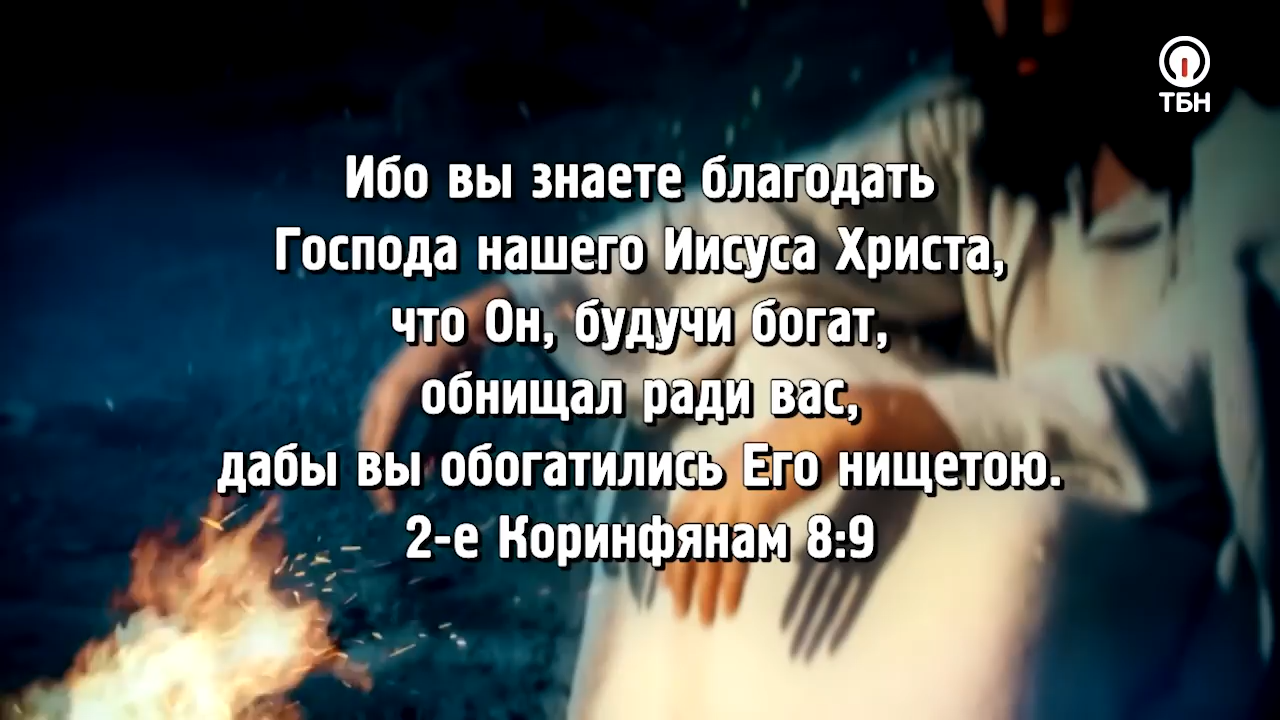 ТБН
Ибо вы знаете благодать
Господа нашего Иисуса Христа,
что Он, будучи богат,
обнищал ради вас,
дабы вы обогатились Его нищетою.
2-е Коринфянам 8:9